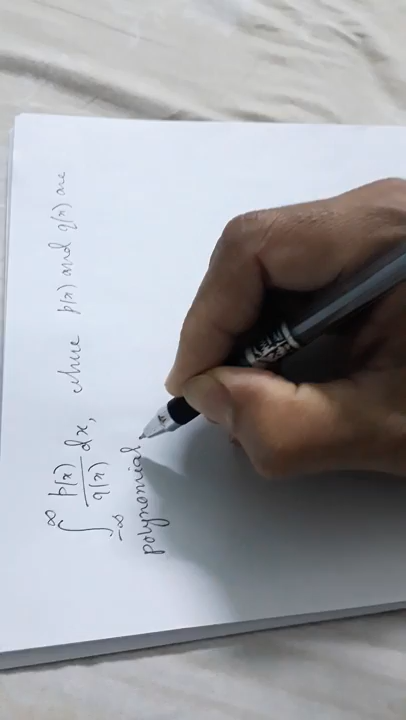 ∫_{-∞}^{∞} p(x)/q(x) dx, where p(x) and q(x) are
polynomial